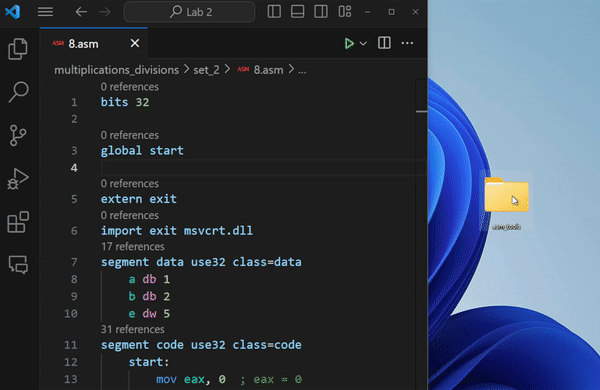 Lab 2
ASM 8.asm
multiplications_divisions > set_2 > ASM 8.asm > ...
0 references
1 bits 32
2
0 references
3 global start
4
0 references
5 extern exit
0 references
6 import exit msvcrt.dll
17 references
7 segment data use32 class=data
8 a db 1
9 b db 2
10 e dw 5
31 references
11 segment code use32 class=code
12 start:
13 mov eax, 0 ; eax = 0
asm_tools